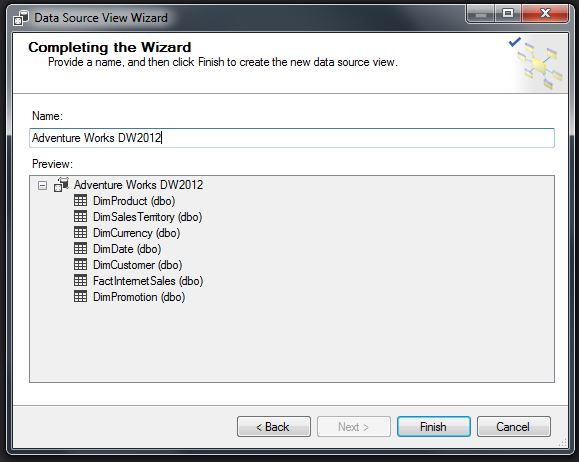 Data Source View Wizard
Completing the Wizard
Provide a name, and then click Finish to create the new data source view.
Name:
Adventure Works DW2012
Preview:
Adventure Works DW2012
DimProduct (dbo)
DimSalesTerritory (dbo)
DimCurrency (dbo)
DimDate (dbo)
DimCustomer (dbo)
FactInternetSales (dbo)
DimPromotion (dbo)
< Back Next > Finish Cancel